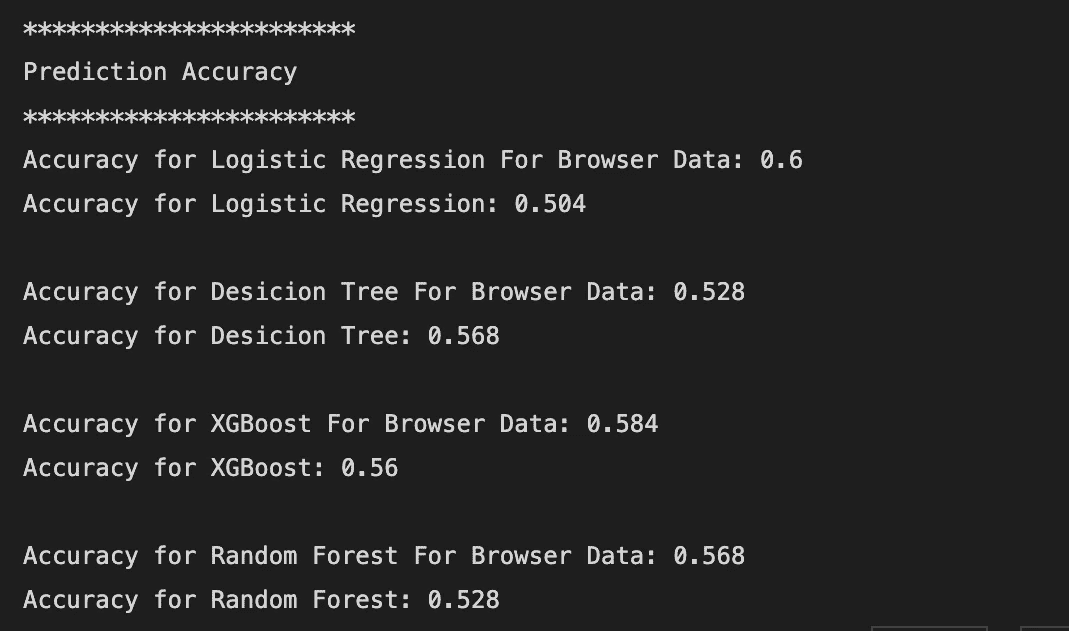 ***********************
Prediction Accuracy
***********************
Accuracy for Logistic Regression For Browser Data: 0.6
Accuracy for Logistic Regression: 0.504
Accuracy for Desicion Tree For Browser Data: 0.528
Accuracy for Desicion Tree: 0.568
Accuracy for XGBoost For Browser Data: 0.584
Accuracy for XGBoost: 0.56
Accuracy for Random Forest For Browser Data: 0.568
Accuracy for Random Forest: 0.528